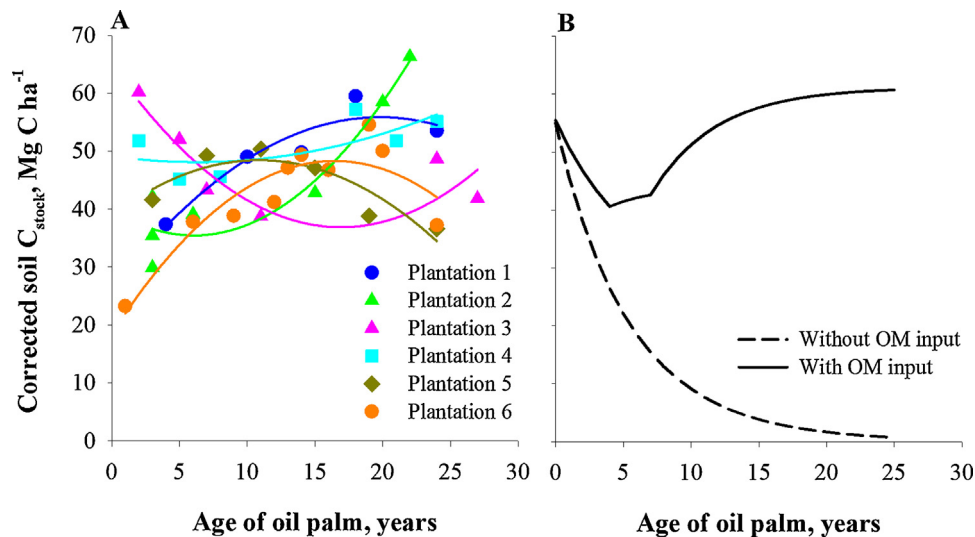 A
B
Corrected soil C_stock, Mg C ha⁻¹
70
60
50
40
30
20
10
0
Plantation 1
Plantation 2
Plantation 3
Plantation 4
Plantation 5
Plantation 6
Without OM input
With OM input
0 5 10 15 20 25 30
0 5 10 15 20 25 30
Age of oil palm, years
Age of oil palm, years